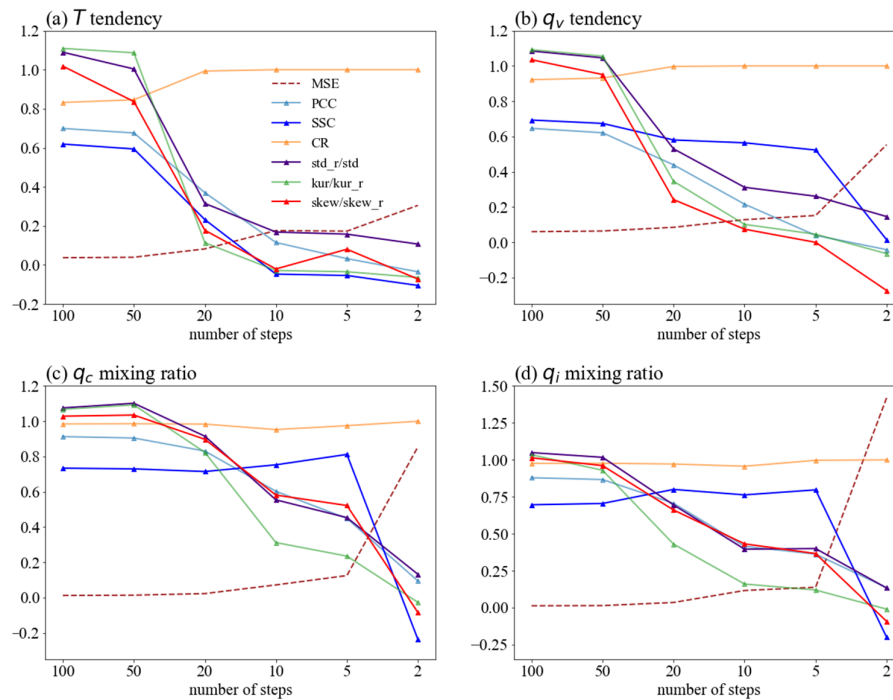 (a) T tendency
1.2
1.0
0.8
0.6
0.4
0.2
0.0
−0.2
100 50 20 10 5 2
number of steps
MSE
PCC
SSC
CR
std_r/std
kur/kur_r
skew/skew_r
(b) qᵥ tendency
1.2
1.0
0.8
0.6
0.4
0.2
0.0
−0.2
100 50 20 10 5 2
number of steps
(c) q_c mixing ratio
1.2
1.0
0.8
0.6
0.4
0.2
0.0
−0.2
100 50 20 10 5 2
number of steps
(d) qᵢ mixing ratio
1.50
1.25
1.00
0.75
0.50
0.25
0.00
−0.25
100 50 20 10 5 2
number of steps